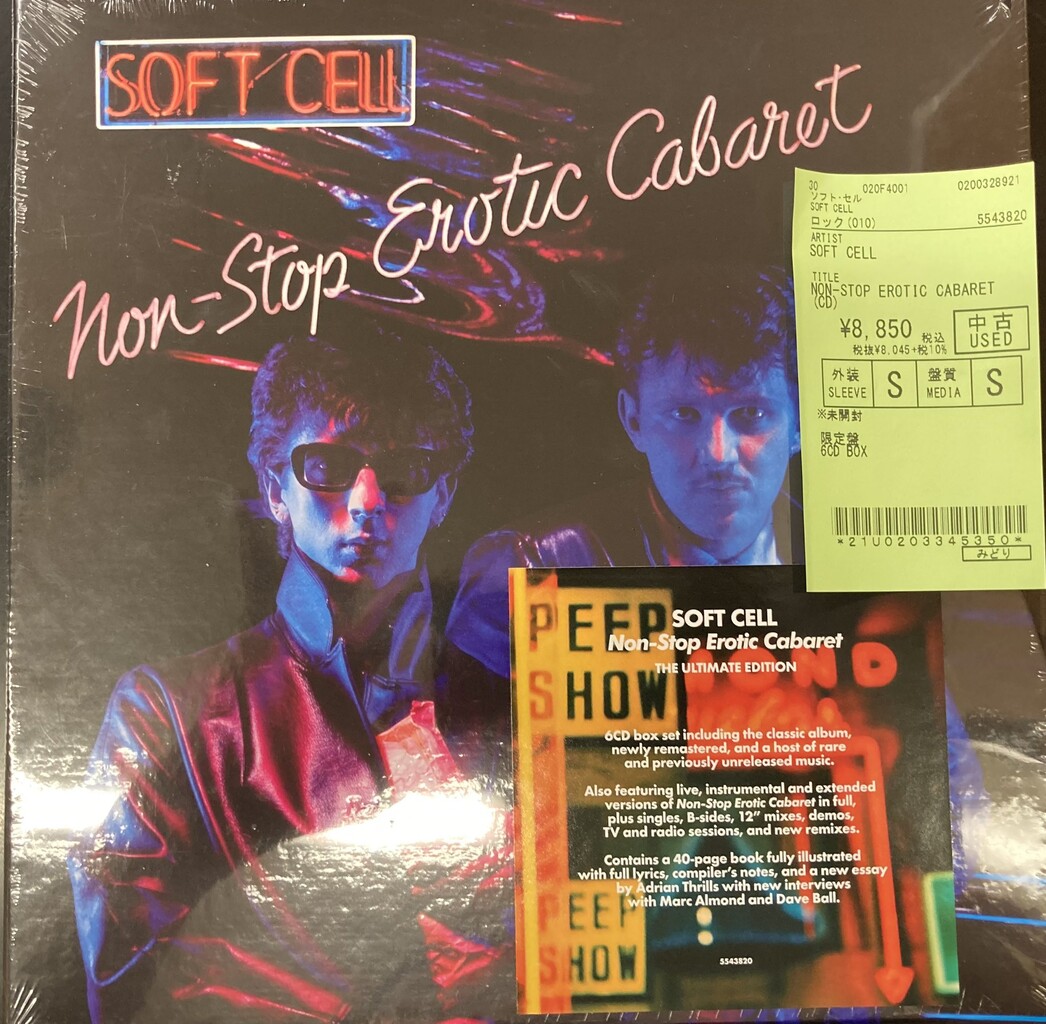 SOFT CELL
Non-Stop Erotic Cabaret
30 020F4001 0200328921
ソフト・セル
SOFT CELL
ロック(010) 5543820
ARTIST
SOFT CELL
TITLE
NON-STOP EROTIC CABARET
(CD)
¥8,850 税込
税抜¥8,045+税10%
中古
USED
外装
SLEEVE
S
盤質
MEDIA
S
※未開封
限定盤
6CD BOX
*21U0203345350*
みどり
PEEP
SHOW
SOFT CELL
Non-Stop Erotic Cabaret
THE ULTIMATE EDITION
6CD box set including the classic album,
newly remastered, and a host of rare
and previously unreleased music.
Also featuring live, instrumental and extended
versions of Non-Stop Erotic Cabaret in full,
plus singles, B-sides, 12" mixes, demos,
TV and radio sessions, and new remixes.
Contains a 40-page book fully illustrated
with full lyrics, compiler's notes, and a new essay
by Adrian Thrills with new interviews
with Marc Almond and Dave Ball.
PEEP
SHOW
5543820